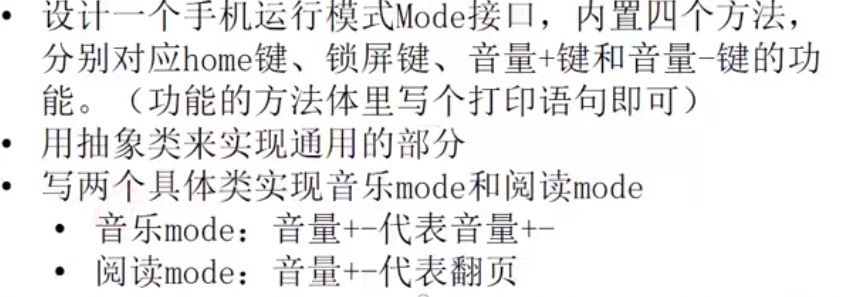 • 设计一个手机运行模式Mode接口，内置四个方法，
分别对应home键、锁屏键、音量+键和音量-键的功
能。（功能的方法体里写个打印语句即可）
• 用抽象类来实现通用的部分
• 写两个具体类实现音乐mode和阅读mode
• 音乐mode：音量+-代表音量+-
• 阅读mode：音量+-代表翻页